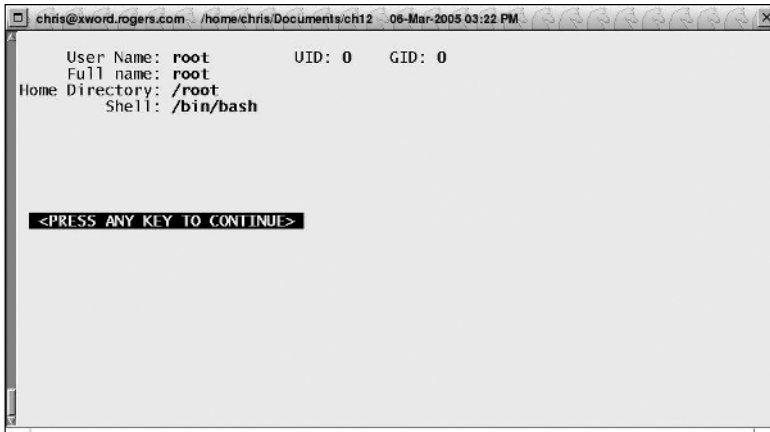 chris@xword.rogers.com /home/chris/Documents/ch12 06-Mar-2005 03:22 PM
User Name: root UID: 0 GID: 0
Full name: root
Home Directory: /root
Shell: /bin/bash
<PRESS ANY KEY TO CONTINUE>